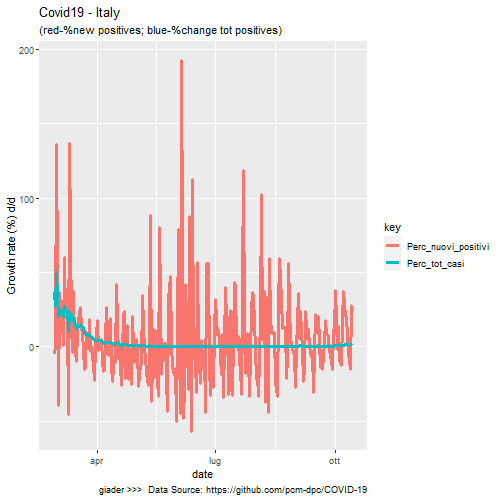 Covid19 - Italy
(red-%new positives; blue-%change tot positives)
200
100
0
Growth rate (%) d/d
apr
lug
ott
date
key
Perc_nuovi_positivi
Perc_tot_casi
giader >>>  Data Source: https://github.com/pcm-dpc/COVID-19